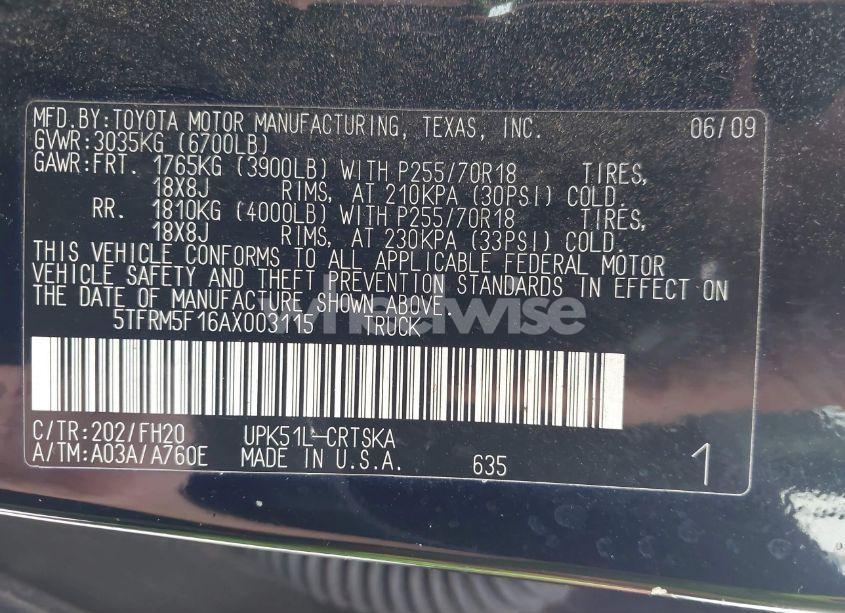 MFD.BY:TOYOTA MOTOR MANUFACTURING, TEXAS, INC. 06/09
GVWR:3035KG (6700LB)
GAWR:FRT. 1765KG (3900LB) WITH P255/70R18 TIRES,
18X8J RIMS, AT 210KPA (30PSI) COLD.
RR. 1810KG (4000LB) WITH P255/70R18 TIRES,
18X8J RIMS, AT 230KPA (33PSI) COLD.
THIS VEHICLE CONFORMS TO ALL APPLICABLE FEDERAL MOTOR
VEHICLE SAFETY AND THEFT PREVENTION STANDARDS IN EFFECT ON
THE DATE OF MANUFACTURE SHOWN ABOVE.
5TFRM5F16AX003115 TRUCK
C/TR:202/FH20 UPK51L-CRTSKA
A/TM:A03A/A760E MADE IN U.S.A. 635 1